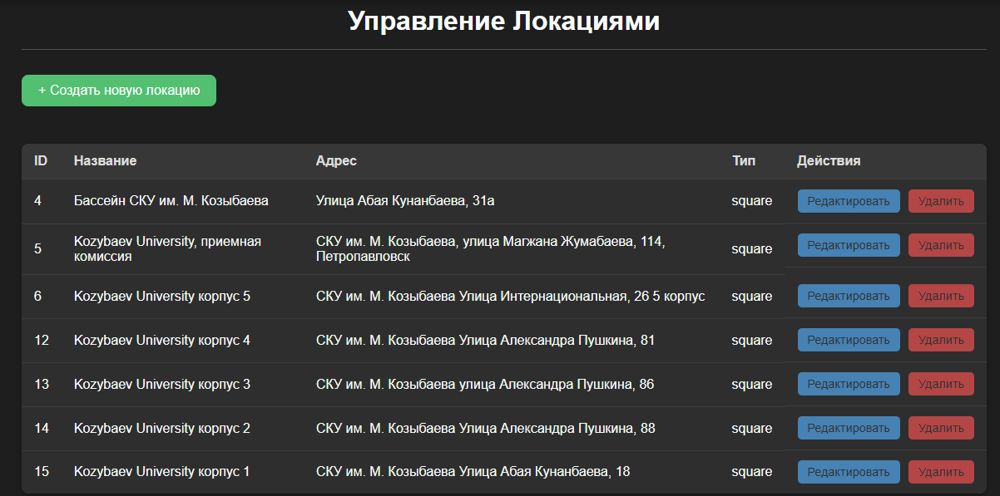 Управление Локациями
+ Создать новую локацию
ID Название Адрес Тип Действия
4 Бассейн СКУ им. М. Козыбаева Улица Абая Кунанбаева, 31а square Редактировать Удалить
5 Kozybaev University, приемная комиссия СКУ им. М. Козыбаева, улица Магжана Жумабаева, 114, Петропавловск square Редактировать Удалить
6 Kozybaev University корпус 5 СКУ им. М. Козыбаева Улица Интернациональная, 26 5 корпус square Редактировать Удалить
12 Kozybaev University корпус 4 СКУ им. М. Козыбаева Улица Александра Пушкина, 81 square Редактировать Удалить
13 Kozybaev University корпус 3 СКУ им. М. Козыбаева улица Александра Пушкина, 86 square Редактировать Удалить
14 Kozybaev University корпус 2 СКУ им. М. Козыбаева Улица Александра Пушкина, 88 square Редактировать Удалить
15 Kozybaev University корпус 1 СКУ им. М. Козыбаева Улица Абая Кунанбаева, 18 square Редактировать Удалить